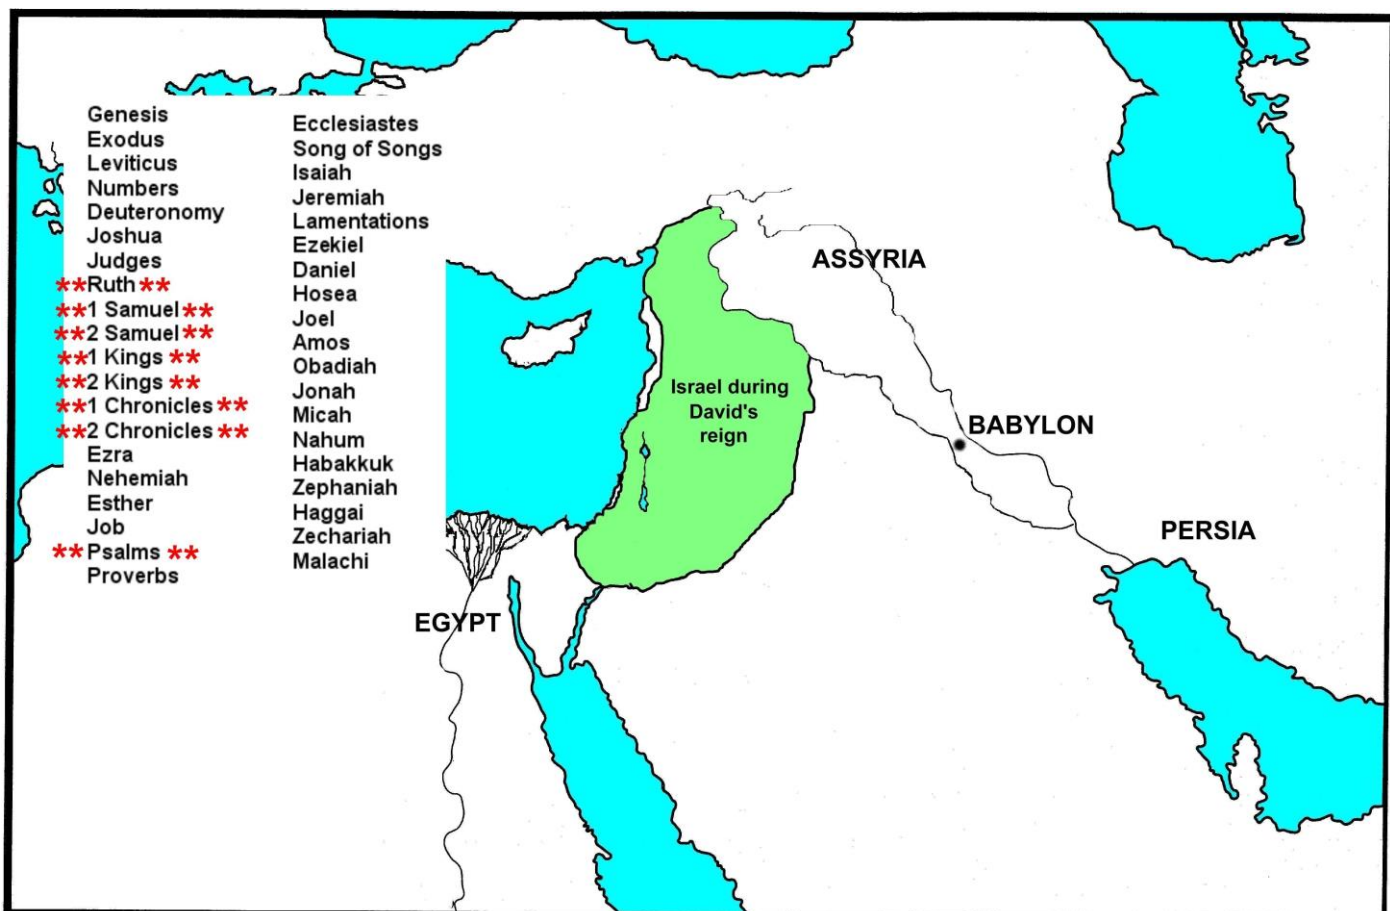 Genesis
Exodus
Leviticus
Numbers
Deuteronomy
Joshua
Judges
**Ruth **
**1 Samuel **
**2 Samuel **
**1 Kings **
**2 Kings **
**1 Chronicles **
**2 Chronicles **
Ezra
Nehemiah
Esther
Job
** Psalms **
Proverbs
Ecclesiastes
Song of Songs
Isaiah
Jeremiah
Lamentations
Ezekiel
Daniel
Hosea
Joel
Amos
Obadiah
Jonah
Micah
Nahum
Habakkuk
Zephaniah
Haggai
Zechariah
Malachi
ASSYRIA
Israel during
David's
reign
BABYLON
PERSIA
EGYPT